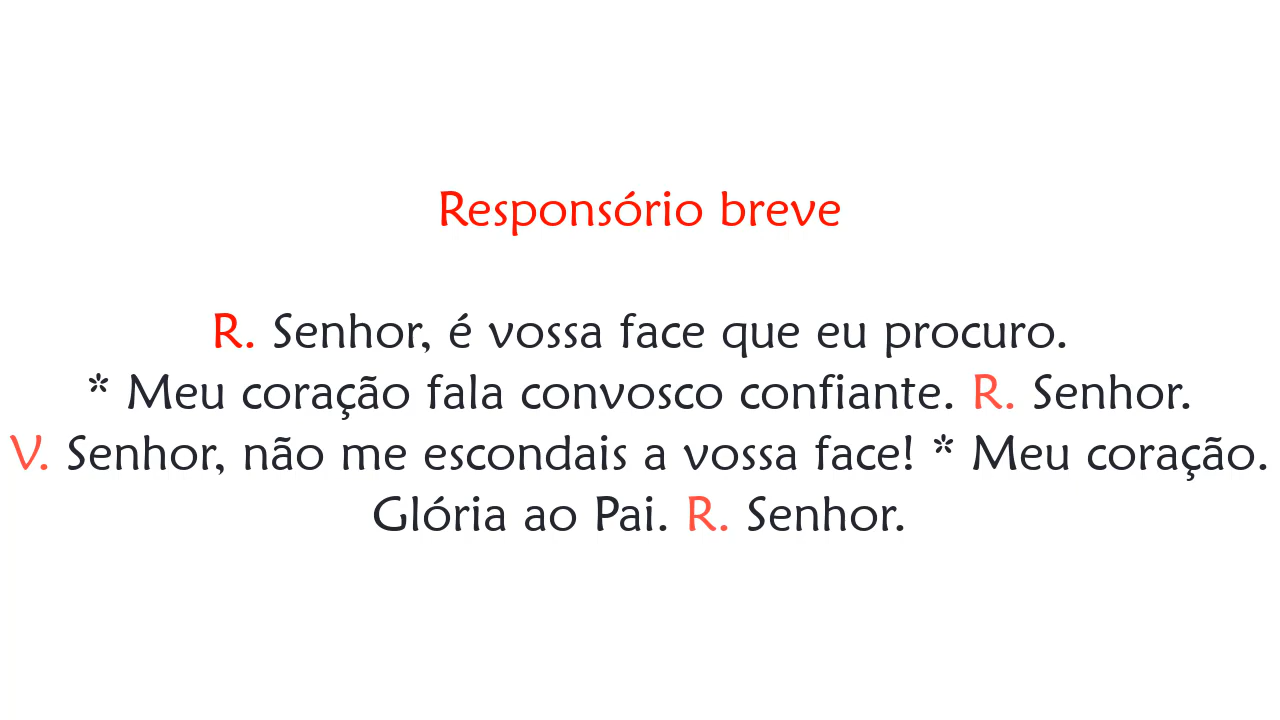 Responsório breve
R. Senhor, é vossa face que eu procuro.
* Meu coração fala convosco confiante. R. Senhor.
V. Senhor, não me escondais a vossa face! * Meu coração.
Glória ao Pai. R. Senhor.